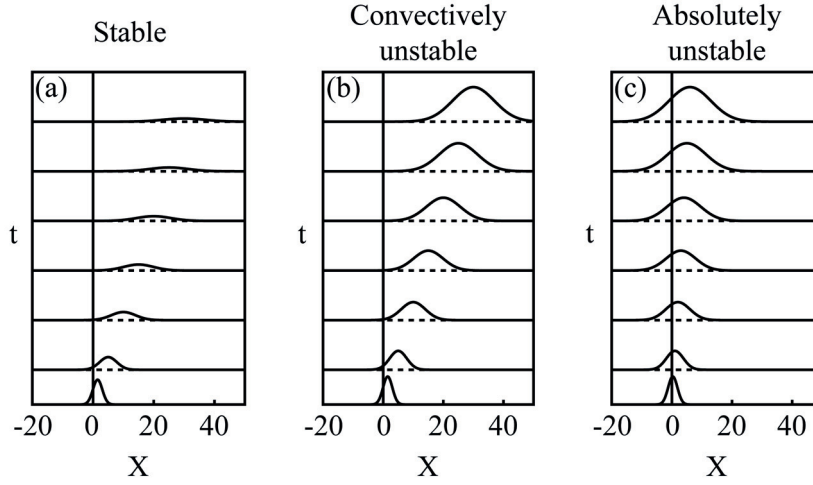 Stable
Convectively
unstable
Absolutely
unstable
(a)
(b)
(c)
t
t
t
-20 0 20 40
-20 0 20 40
-20 0 20 40
X
X
X